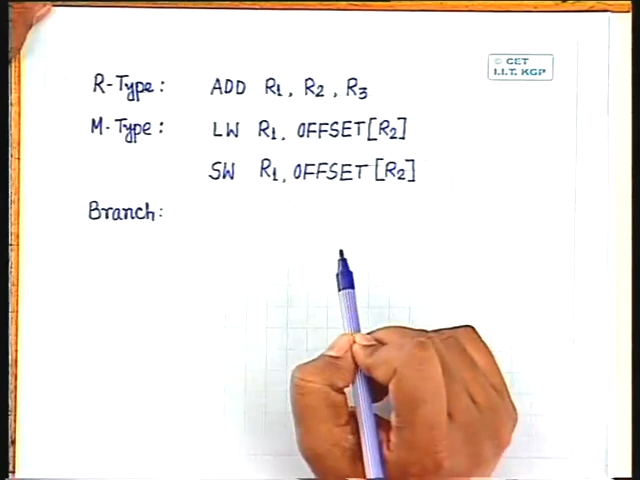 © CET
I.I.T. KGP
R-Type: ADD R1, R2, R3
M-Type: LW R1, OFFSET[R2]
SW R1, OFFSET[R2]
Branch: